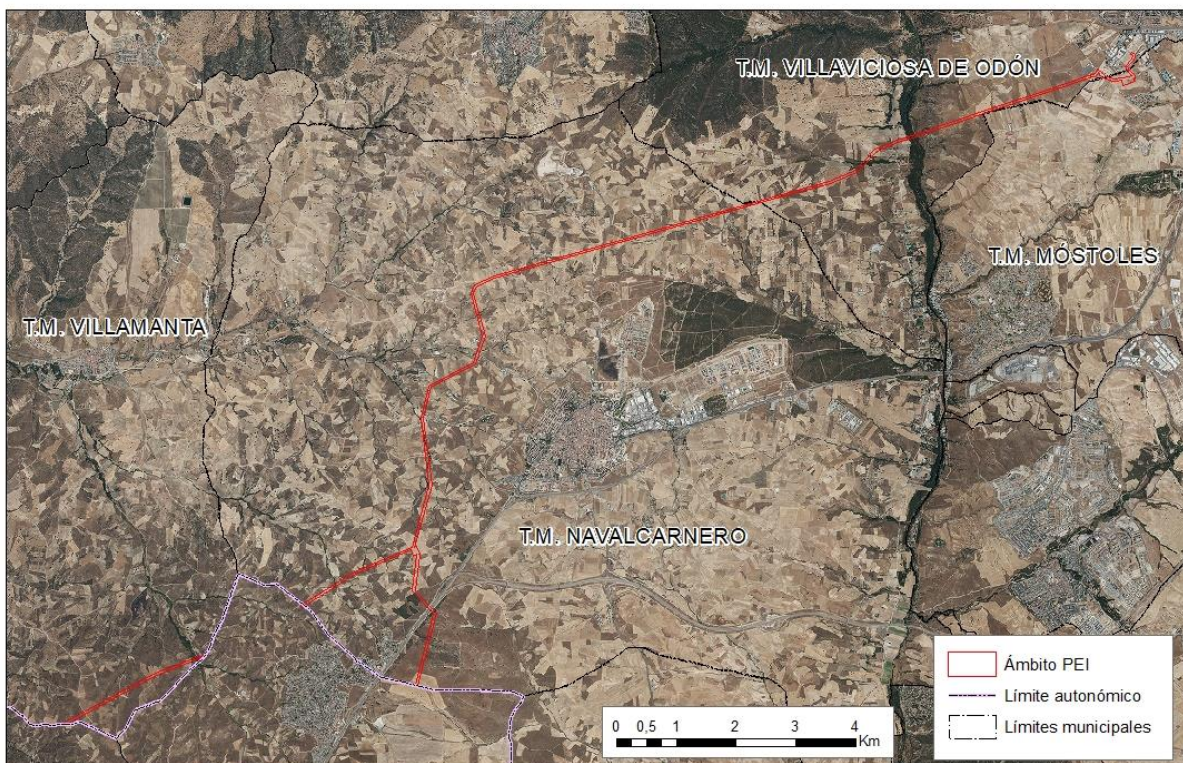 T.M. VILLAVICIOSA DE ODÓN
T.M. MÓSTOLES
T.M. VILLAMANTA
T.M. NAVALCARNERO
Ámbito PEI
Límite autonómico
Límites municipales
0 0,5 1 2 3 4
Km